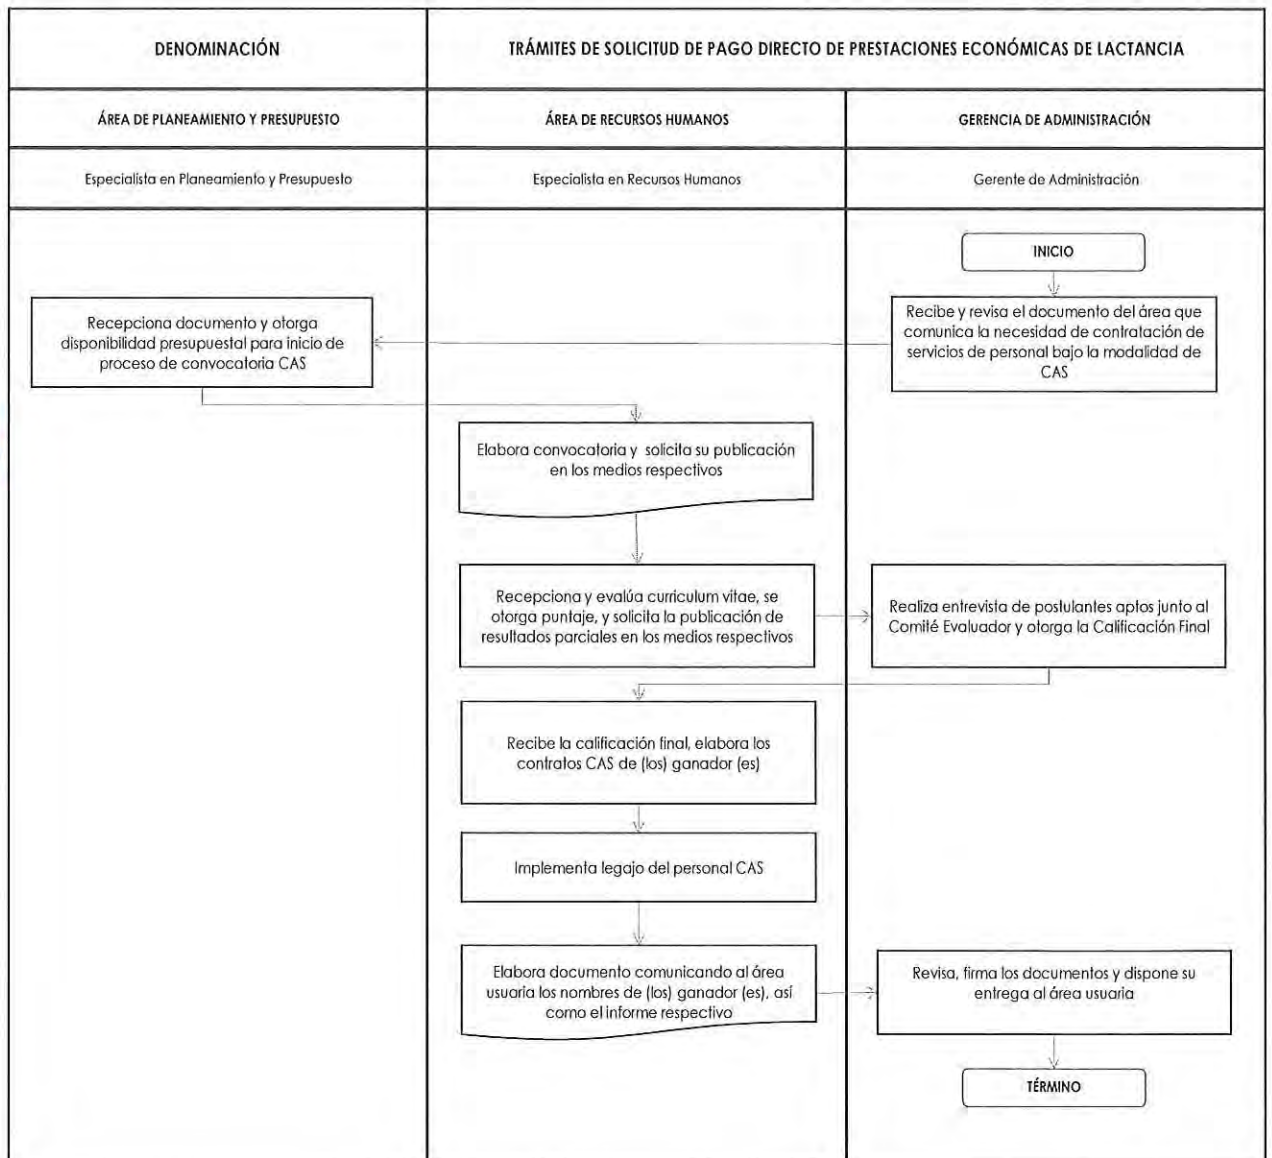 DENOMINACIÓN
TRÁMITES DE SOLICITUD DE PAGO DIRECTO DE PRESTACIONES ECONÓMICAS DE LACTANCIA
ÁREA DE PLANEAMIENTO Y PRESUPUESTO
ÁREA DE RECURSOS HUMANOS
GERENCIA DE ADMINISTRACIÓN
Especialista en Planeamiento y Presupuesto
Especialista en Recursos Humanos
Gerente de Administración
INICIO
Recibe y revisa el documento del área que
comunica la necesidad de contratación de
servicios de personal bajo la modalidad de
CAS
Recepciona documento y otorga
disponibilidad presupuestal para inicio de
proceso de convocatoria CAS
Elabora convocatoria y solicita su publicación
en los medios respectivos
Recepciona y evalúa curriculum vitae, se
otorga puntaje, y solicita la publicación de
resultados parciales en los medios respectivos
Realiza entrevista de postulantes aptos junto al
Comité Evaluador y otorga la Calificación Final
Recibe la calificación final, elabora los
contratos CAS de (los) ganador (es)
Implementa legajo del personal CAS
Elabora documento comunicando al área
usuaria los nombres de (los) ganador (es), así
como el informe respectivo
Revisa, firma los documentos y dispone su
entrega al área usuaria
TÉRMINO